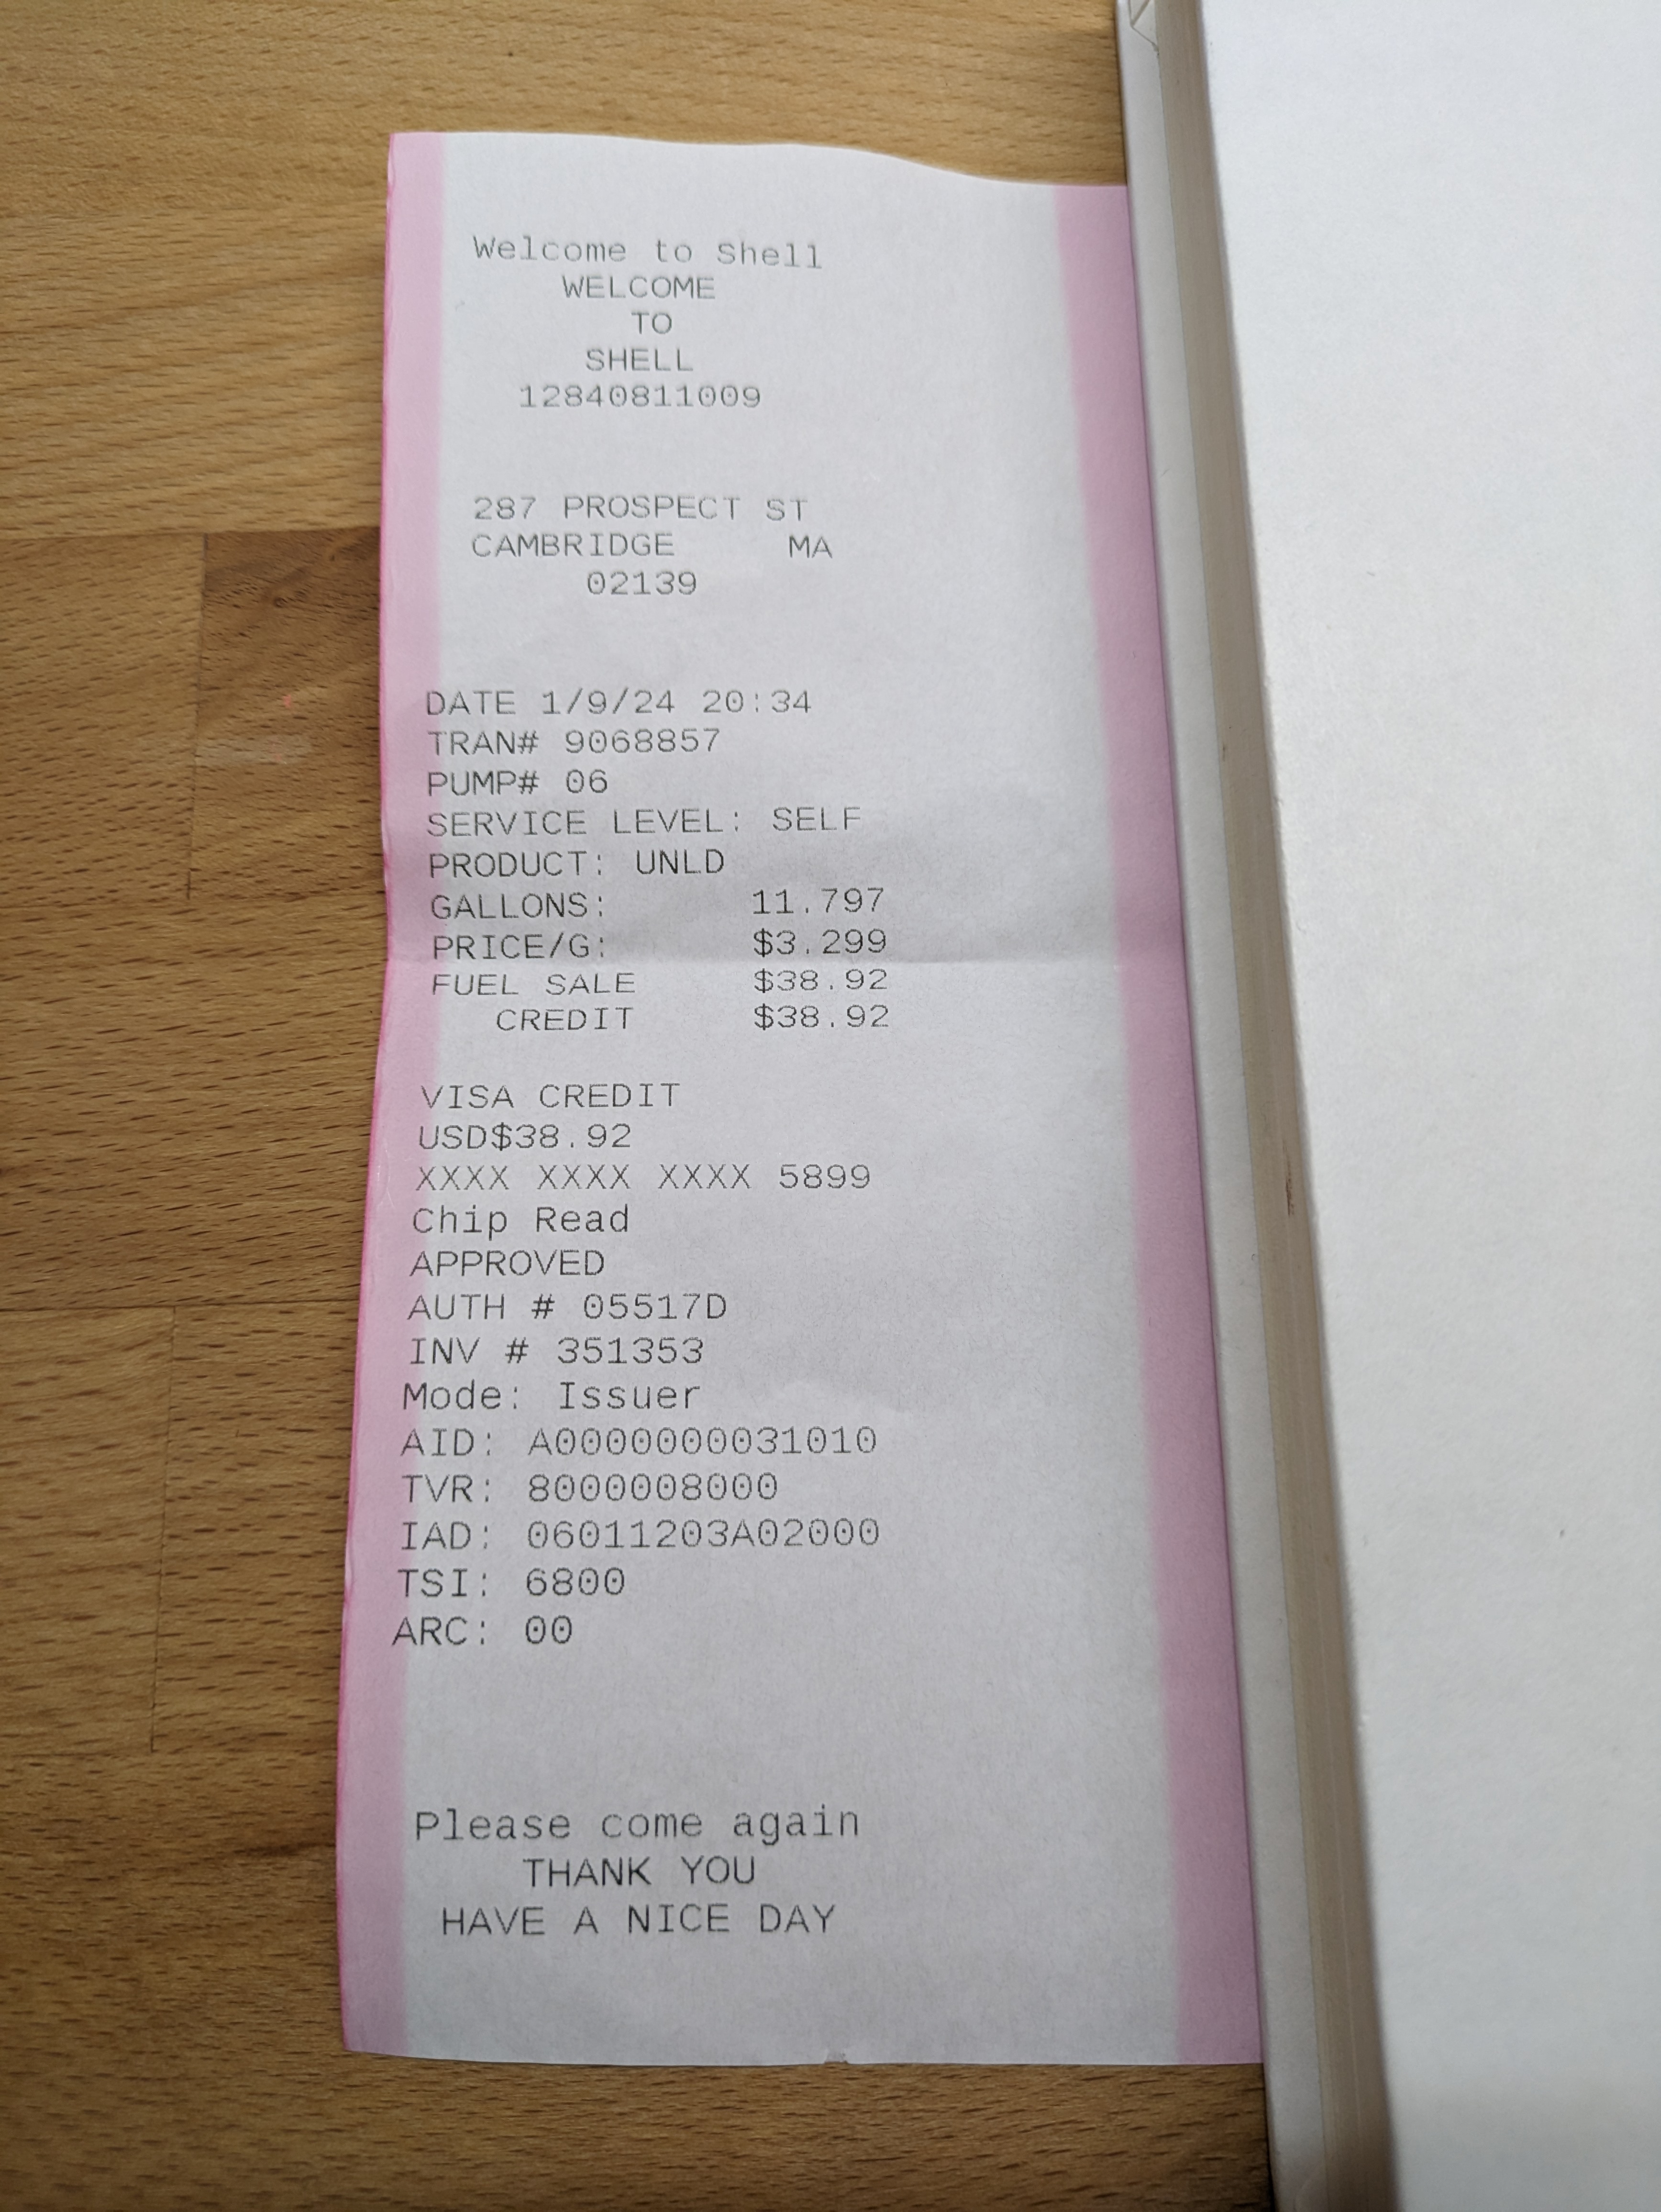 Welcome to Shell
WELCOME
TO
SHELL
12840811009
287 PROSPECT ST
CAMBRIDGE MA
02139
DATE 1/9/24 20:34
TRAN# 9068857
PUMP# 06
SERVICE LEVEL: SELF
PRODUCT: UNLD
GALLONS: 11.797
PRICE/G: $3.299
FUEL SALE $38.92
CREDIT $38.92
VISA CREDIT
USD$38.92
XXXX XXXX XXXX 5899
Chip Read
APPROVED
AUTH # 05517D
INV # 351353
Mode: Issuer
AID: A0000000031010
TVR: 8000008000
IAD: 06011203A02000
TSI: 6800
ARC: 00
Please come again
THANK YOU
HAVE A NICE DAY